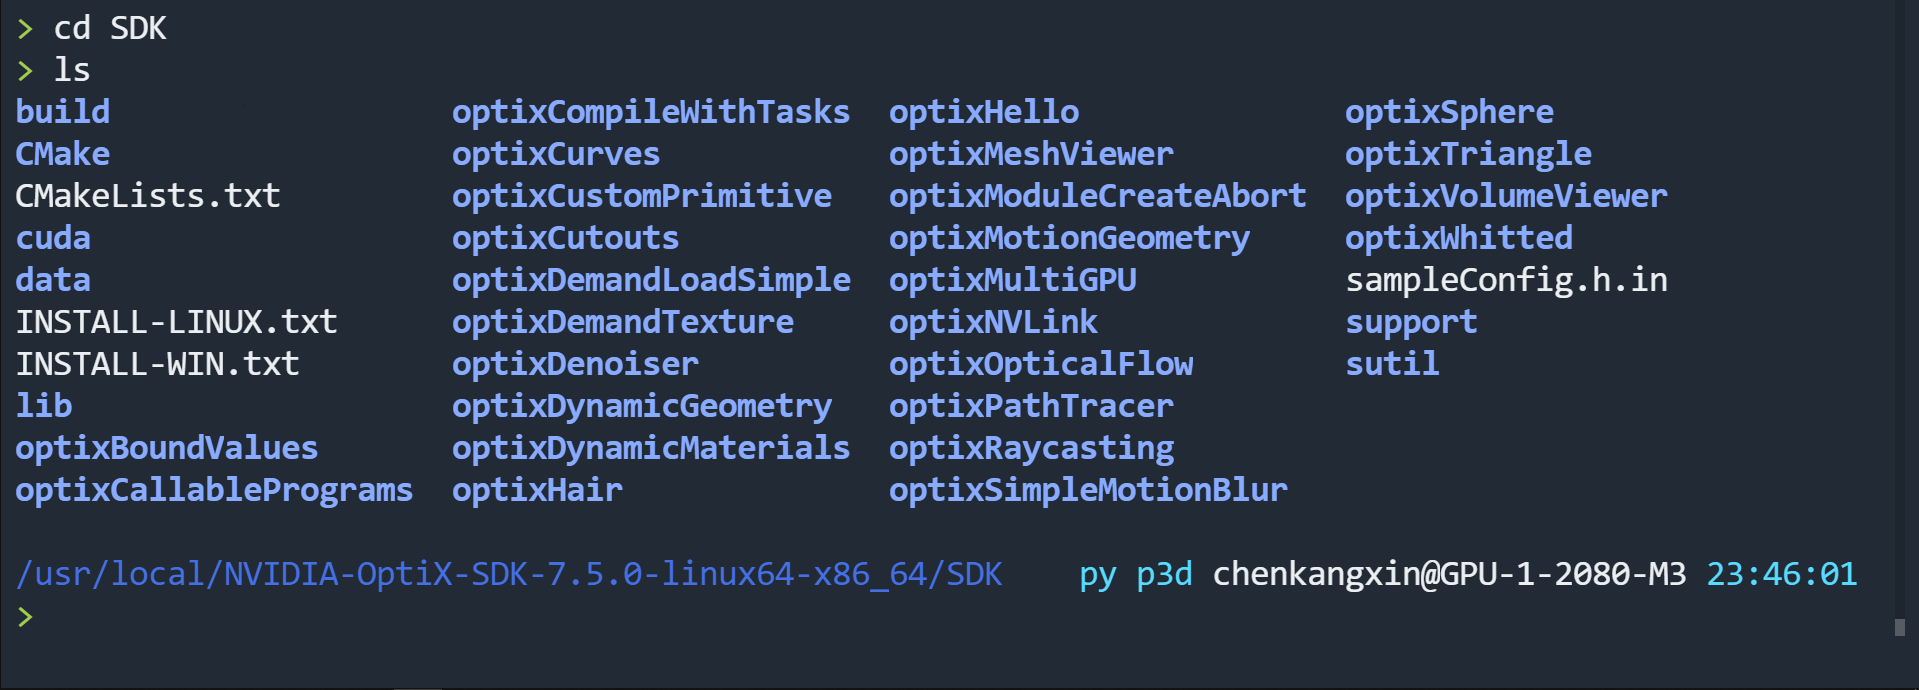 > cd SDK
> ls
build optixCompileWithTasks optixHello optixSphere
CMake optixCurves optixMeshViewer optixTriangle
CMakeLists.txt optixCustomPrimitive optixModuleCreateAbort optixVolumeViewer
cuda optixCutouts optixMotionGeometry optixWhitted
data optixDemandLoadSimple optixMultiGPU sampleConfig.h.in
INSTALL-LINUX.txt optixDemandTexture optixNVLink support
INSTALL-WIN.txt optixDenoiser optixOpticalFlow sutil
lib optixDynamicGeometry optixPathTracer
optixBoundValues optixDynamicMaterials optixRaycasting
optixCallablePrograms optixHair optixSimpleMotionBlur
/usr/local/NVIDIA-OptiX-SDK-7.5.0-linux64-x86_64/SDK py p3d chenkangxin@GPU-1-2080-M3 23:46:01
>